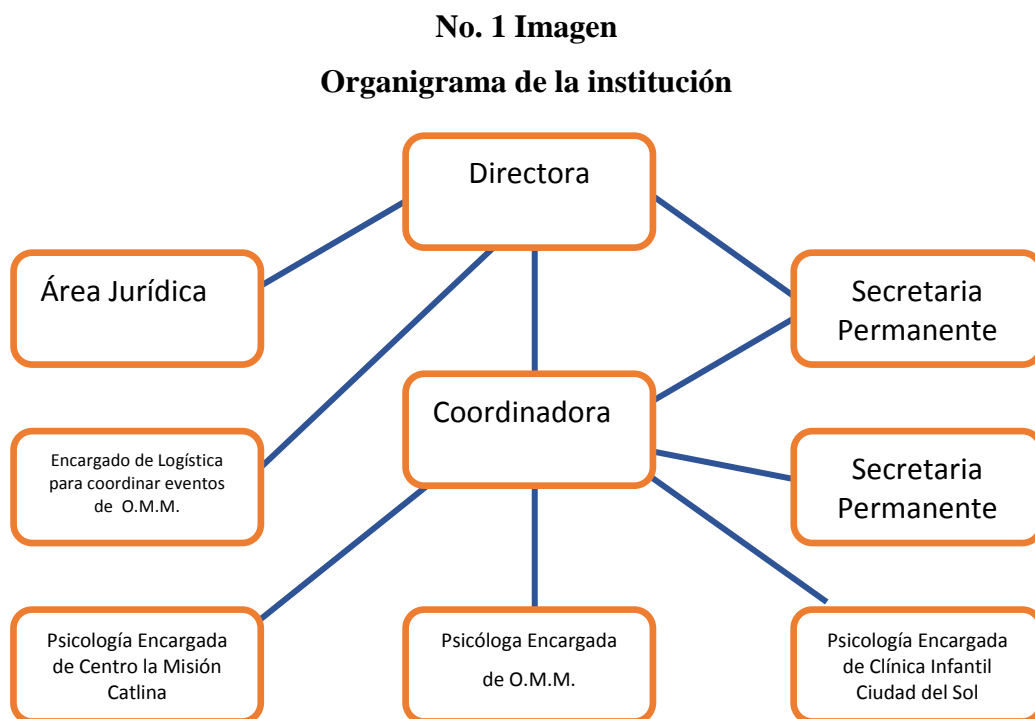 No. 1 Imagen
Organigrama de la institución
Directora
Área Jurídica
Secretaria
Permanente
Coordinadora
Encargado de Logística
para coordinar eventos
de O.M.M.
Secretaria
Permanente
Psicología Encargada
de Centro la Misión
Catlina
Psicóloga Encargada
de O.M.M.
Psicología Encargada
de Clínica Infantil
Ciudad del Sol